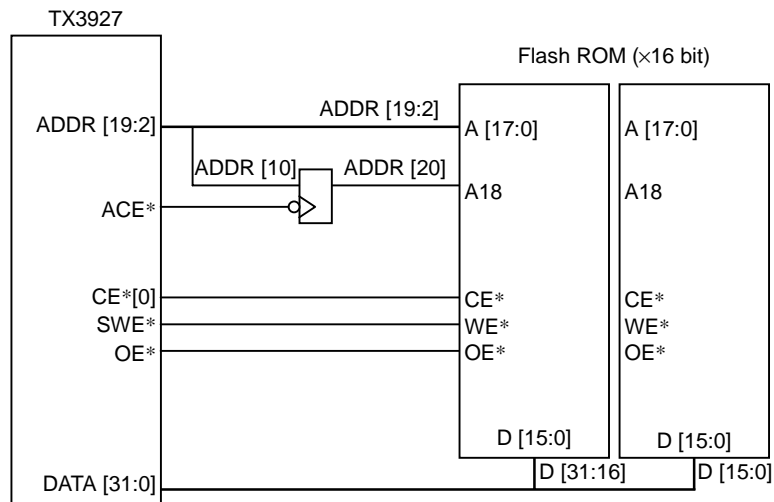 TX3927
Flash ROM (×16 bit)
ADDR [19:2]
ADDR [19:2]
A [17:0]
A [17:0]
ADDR [10]
ADDR [20]
A18
A18
ACE*
CE*[0]
CE*
CE*
SWE*
WE*
WE*
OE*
OE*
OE*
D [15:0]
D [15:0]
DATA [31:0]
D [31:16]
D [15:0]